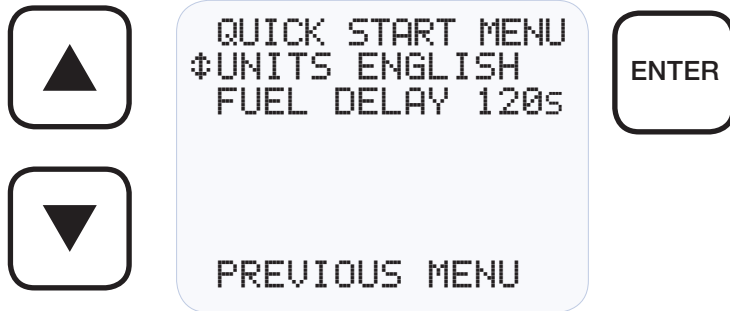 QUICK START MENU
↕UNITS ENGLISH
FUEL DELAY 120s
PREVIOUS MENU
ENTER